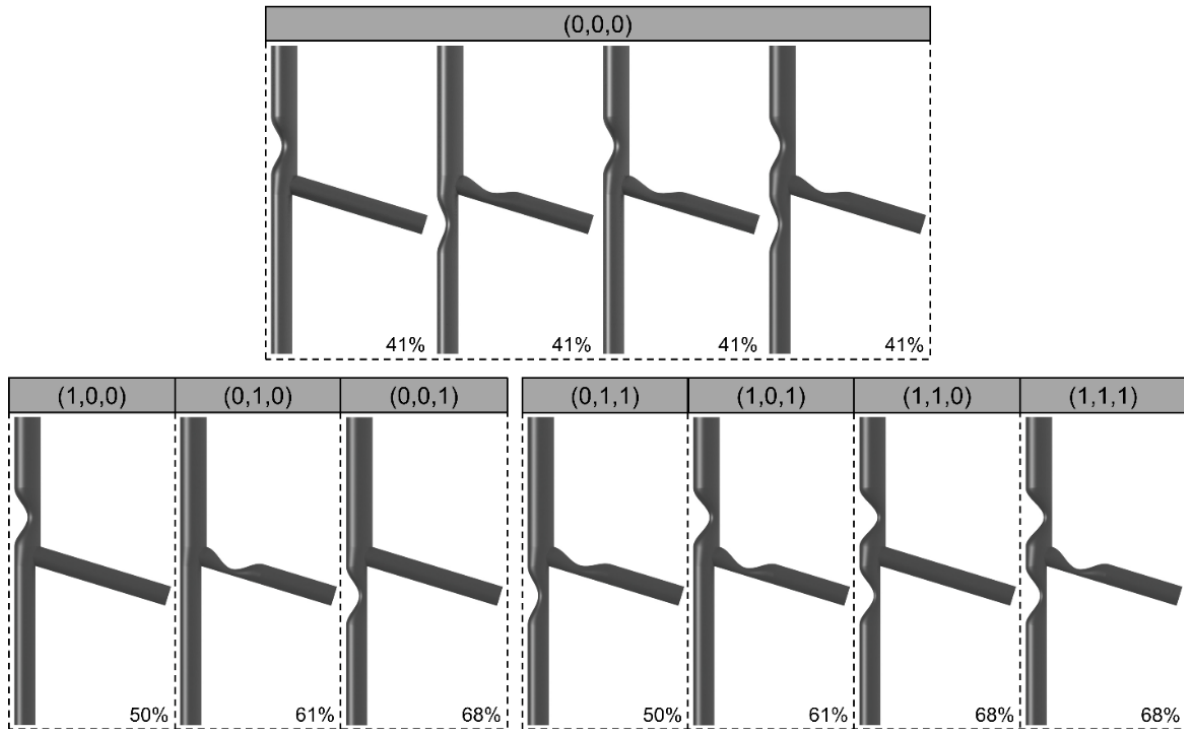 (0,0,0)
41% 41% 41% 41%
(1,0,0) (0,1,0) (0,0,1) (0,1,1) (1,0,1) (1,1,0) (1,1,1)
50% 61% 68% 50% 61% 68% 68%